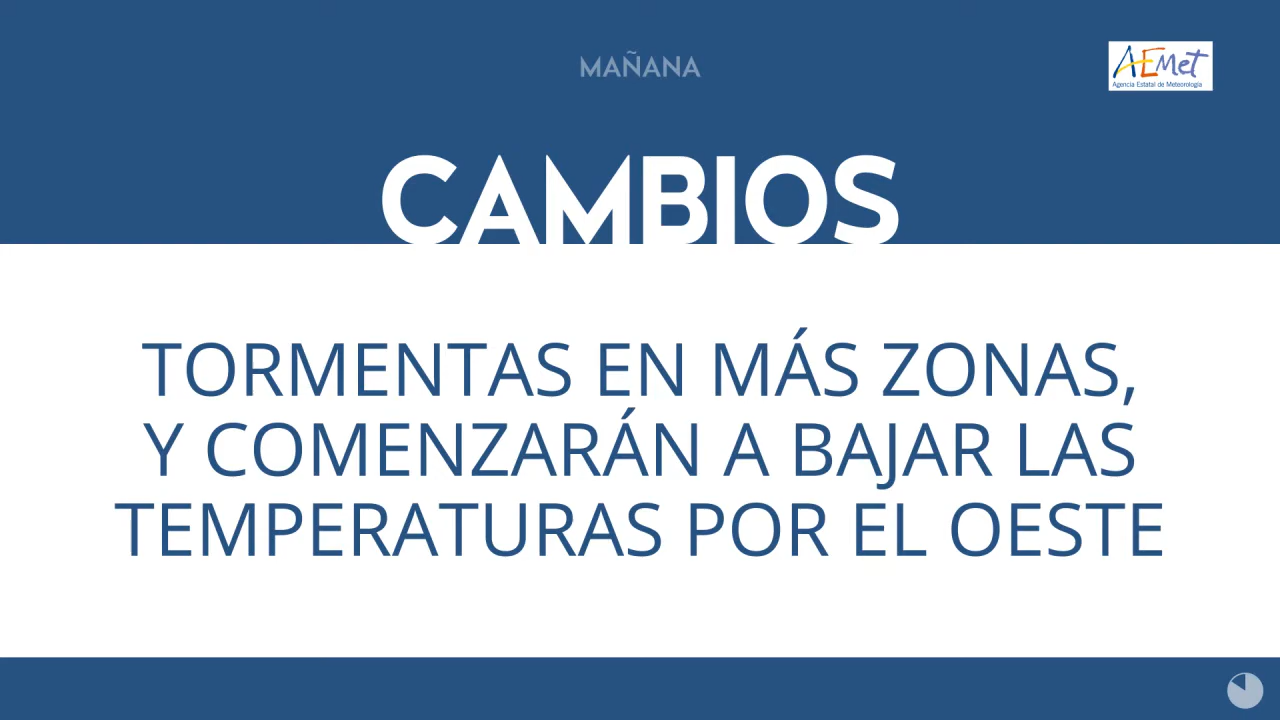 MAÑANA
AEMet
Agencia Estatal de Meteorología
CAMBIOS
TORMENTAS EN MÁS ZONAS,
Y COMENZARÁN A BAJAR LAS
TEMPERATURAS POR EL OESTE